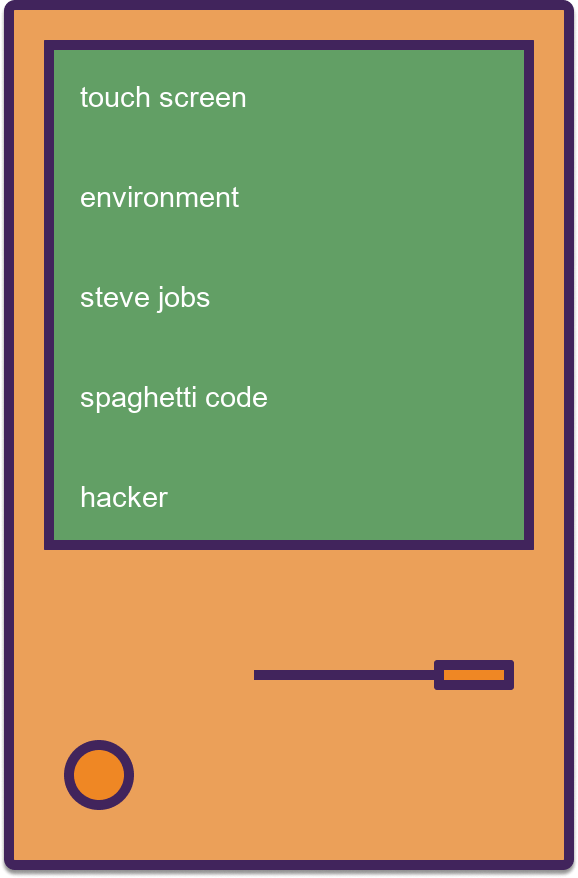 touch screen
environment
steve jobs
spaghetti code
hacker